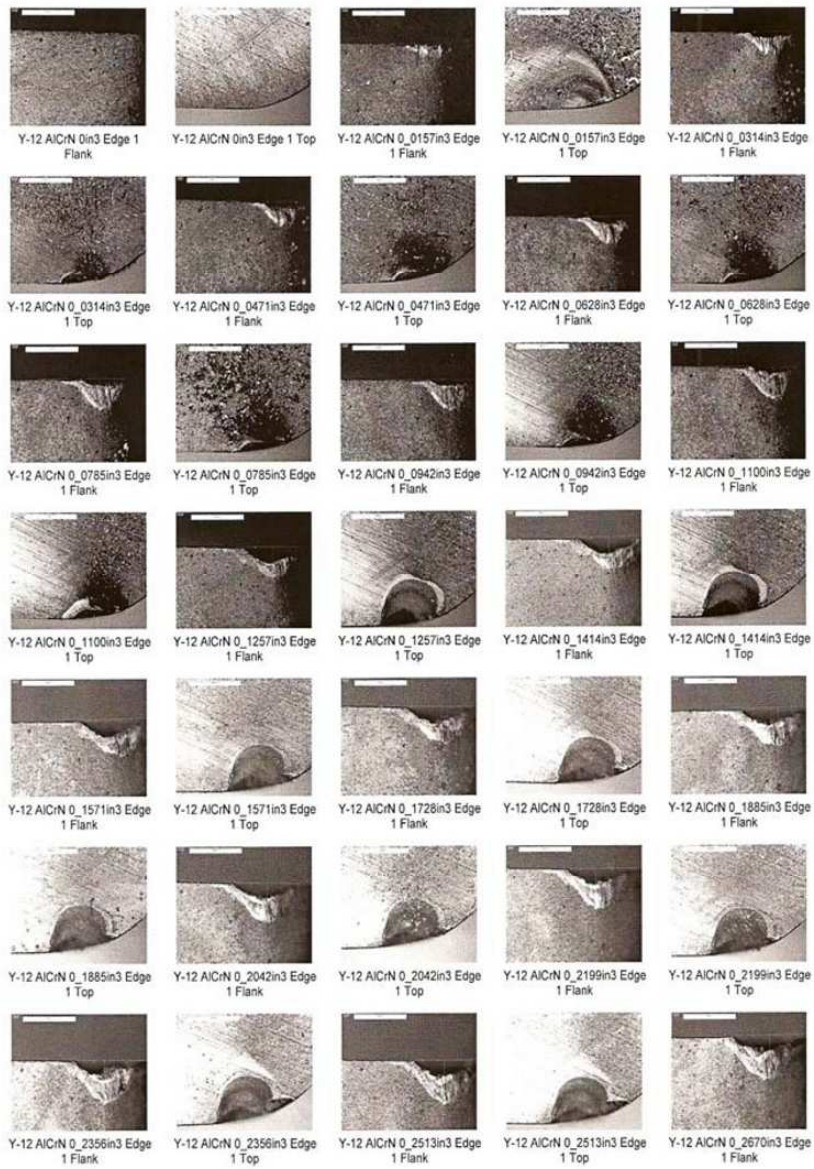 Y-12 AlCrN 0in3 Edge 1
Flank
Y-12 AlCrN 0in3 Edge 1 Top
Y-12 AlCrN 0_0157in3 Edge
1 Flank
Y-12 AlCrN 0_0157in3 Edge
1 Top
Y-12 AlCrN 0_0314in3 Edge
1 Flank
Y-12 AlCrN 0_0314in3 Edge
1 Top
Y-12 AlCrN 0_0471in3 Edge
1 Flank
Y-12 AlCrN 0_0471in3 Edge
1 Top
Y-12 AlCrN 0_0628in3 Edge
1 Flank
Y-12 AlCrN 0_0628in3 Edge
1 Top
Y-12 AlCrN 0_0785in3 Edge
1 Flank
Y-12 AlCrN 0_0785in3 Edge
1 Top
Y-12 AlCrN 0_0942in3 Edge
1 Flank
Y-12 AlCrN 0_0942in3 Edge
1 Top
Y-12 AlCrN 0_1100in3 Edge
1 Flank
Y-12 AlCrN 0_1100in3 Edge
1 Top
Y-12 AlCrN 0_1257in3 Edge
1 Flank
Y-12 AlCrN 0_1257in3 Edge
1 Top
Y-12 AlCrN 0_1414in3 Edge
1 Flank
Y-12 AlCrN 0_1414in3 Edge
1 Top
Y-12 AlCrN 0_1571in3 Edge
1 Flank
Y-12 AlCrN 0_1571in3 Edge
1 Top
Y-12 AlCrN 0_1728in3 Edge
1 Flank
Y-12 AlCrN 0_1728in3 Edge
1 Top
Y-12 AlCrN 0_1885in3 Edge
1 Flank
Y-12 AlCrN 0_1885in3 Edge
1 Top
Y-12 AlCrN 0_2042in3 Edge
1 Flank
Y-12 AlCrN 0_2042in3 Edge
1 Top
Y-12 AlCrN 0_2199in3 Edge
1 Flank
Y-12 AlCrN 0_2199in3 Edge
1 Top
Y-12 AlCrN 0_2356in3 Edge
1 Flank
Y-12 AlCrN 0_2356in3 Edge
1 Top
Y-12 AlCrN 0_2513in3 Edge
1 Flank
Y-12 AlCrN 0_2513in3 Edge
1 Top
Y-12 AlCrN 0_2670in3 Edge
1 Flank